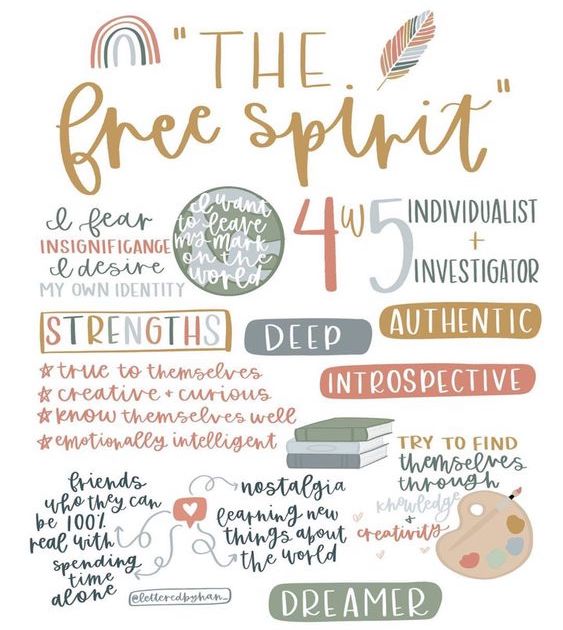 "THE
free spirit"
I fear
INSIGNIFICANCE
I desire
MY OWN IDENTITY
I want
to leave
my mark
on the
world
4w5
INDIVIDUALIST
+
INVESTIGATOR
STRENGTHS
DEEP
AUTHENTIC
INTROSPECTIVE
true to themselves
creative + curious
know themselves well
emotionally intelligent
TRY TO FIND
themselves
through
knowledge
+
creativity
friends
who they can
be 100%
real with
spending
time
alone
nostalgia
learning new
things about
the world
@letteredbyhan_
DREAMER